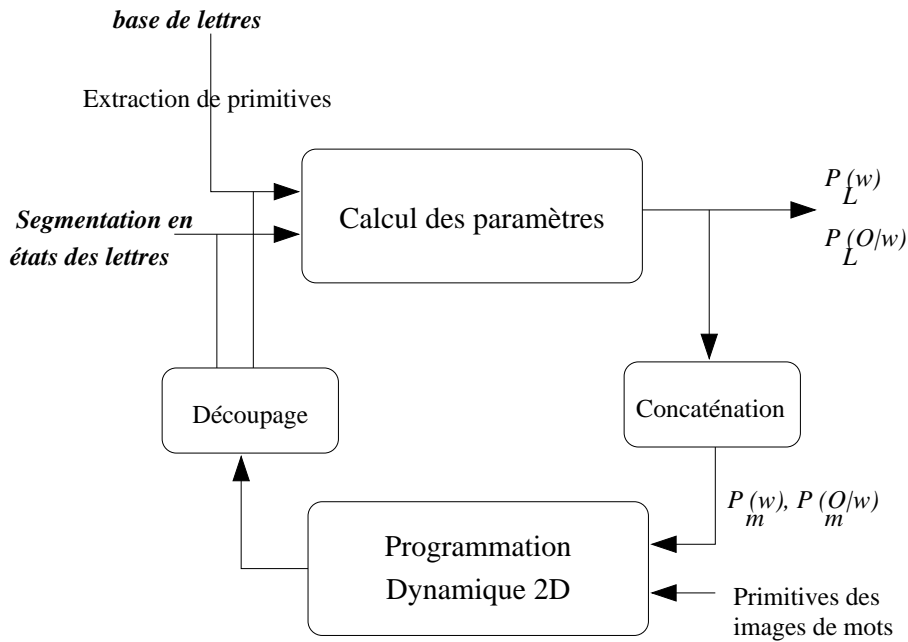 base de lettres
Extraction de primitives
Calcul des paramètres
P_L(w)
P_L(O/w)
Segmentation en
états des lettres
Découpage
Concaténation
P_m(w), P_m(O/w)
Programmation
Dynamique 2D
Primitives des
images de mots